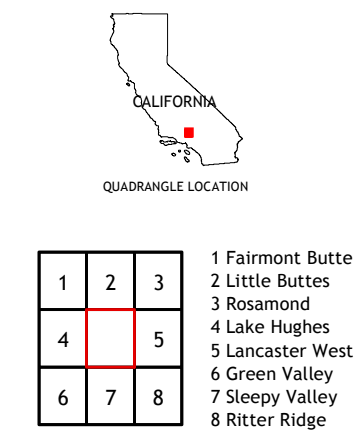 CALIFORNIA
QUADRANGLE LOCATION
1 2 3
4 5
6 7 8
1 Fairmont Butte
2 Little Buttes
3 Rosamond
4 Lake Hughes
5 Lancaster West
6 Green Valley
7 Sleepy Valley
8 Ritter Ridge